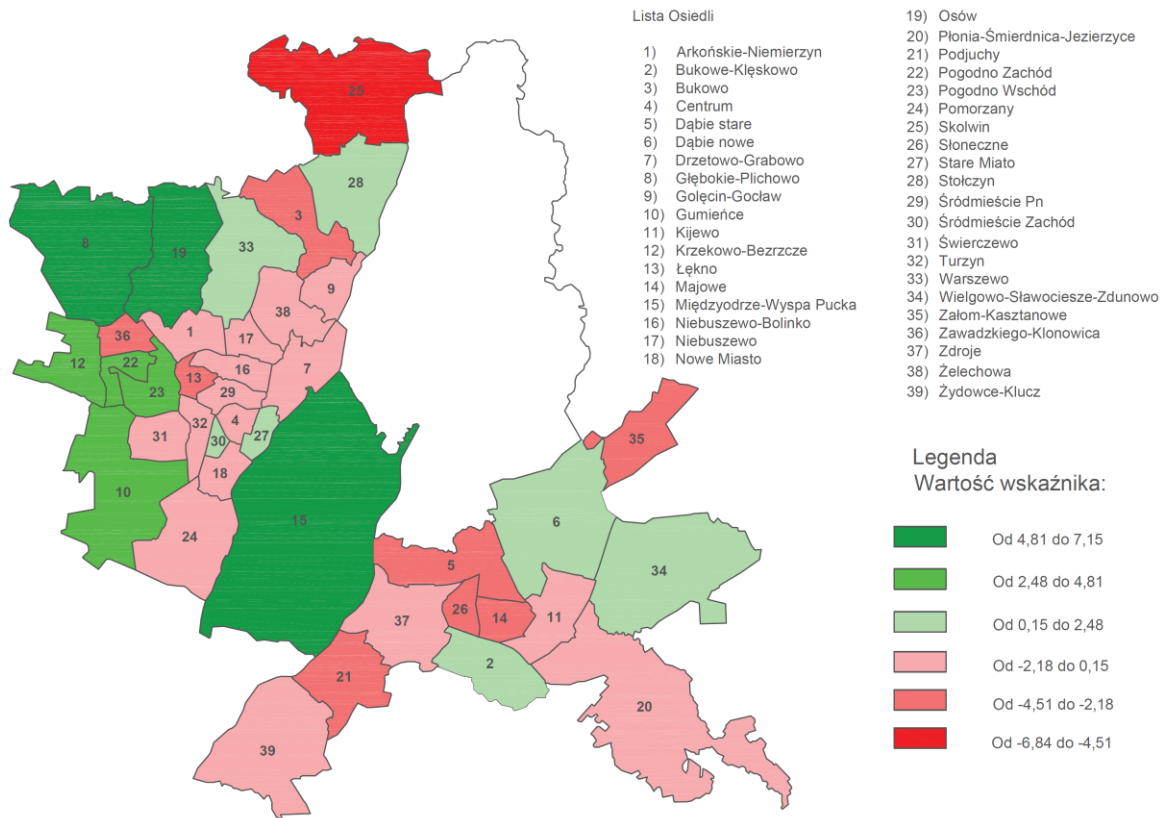 Lista Osiedli
1) Arkońskie-Niemierzyn
2) Bukowe-Klęskowo
3) Bukowo
4) Centrum
5) Dąbie stare
6) Dąbie nowe
7) Drzetowo-Grabowo
8) Głębokie-Plichowo
9) Golęcin-Gocław
10) Gumieńce
11) Kijewo
12) Krzekowo-Bezrzcze
13) Łękno
14) Majowe
15) Międzyodrze-Wyspa Pucka
16) Niebuszewo-Bolinko
17) Niebuszewo
18) Nowe Miasto
19) Osów
20) Płonia-Śmierdnica-Jezierzyce
21) Podjuchy
22) Pogodno Zachód
23) Pogodno Wschód
24) Pomorzany
25) Skolwin
26) Słoneczne
27) Stare Miato
28) Stołczyn
29) Śródmieście Pn
30) Śródmieście Zachód
31) Świerczewo
32) Turzyn
33) Warszewo
34) Wielgowo-Sławociesze-Zdunowo
35) Załom-Kasztanowe
36) Zawadzkiego-Klonowica
37) Zdroje
38) Żelechowa
39) Żydowce-Klucz
25
28
3
8
19
33
9
38
36
1
17
12
22
16
7
13
23
29
32
4
27
31
30
35
18
10
15
6
24
5
34
26
14
11
37
2
21
20
39
Legenda
Wartość wskaźnika:
Od 4,81 do 7,15
Od 2,48 do 4,81
Od 0,15 do 2,48
Od -2,18 do 0,15
Od -4,51 do -2,18
Od -6,84 do -4,51